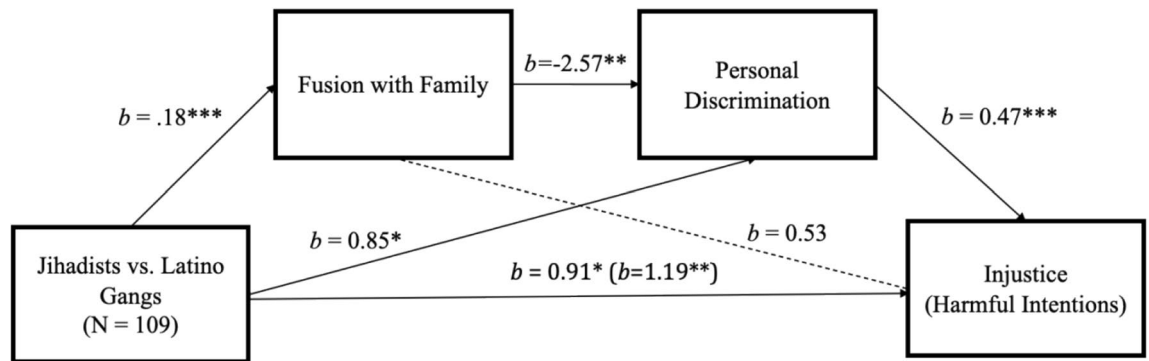 Fusion with Family
b=-2.57**
Personal
Discrimination
b = .18***
b = 0.47***
Jihadists vs. Latino
Gangs
(N = 109)
b = 0.85*
b = 0.53
b = 0.91* (b=1.19**)
Injustice
(Harmful Intentions)